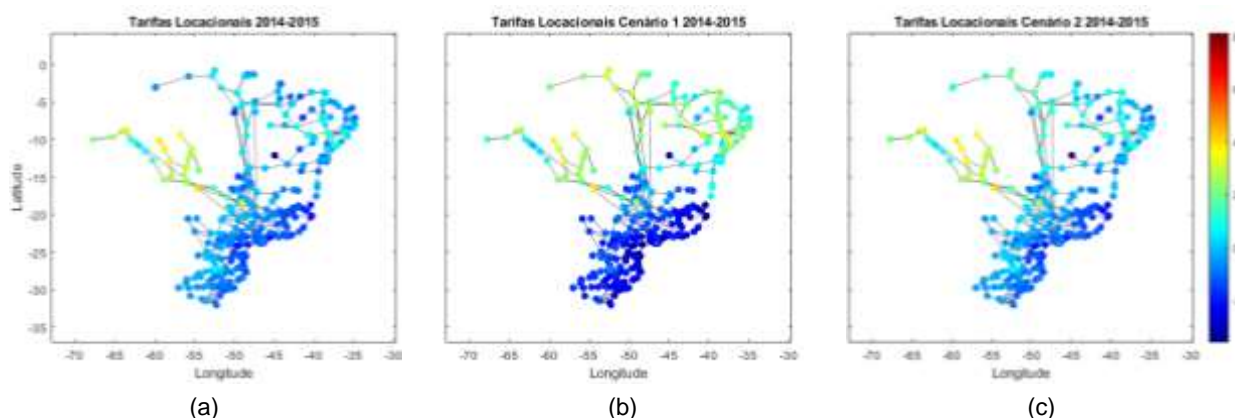 Tarifas Locacionais 2014-2015
Tarifas Locacionais Cenário 1 2014-2015
Tarifas Locacionais Cenário 2 2014-2015
0
-5
-10
-15
-20
-25
-30
-35
Latitude
-70 -65 -60 -55 -50 -45 -40 -35 -30
-70 -65 -60 -55 -50 -45 -40 -35 -30
-70 -65 -60 -55 -50 -45 -40 -35 -30
Longitude
Longitude
Longitude
(a)
(b)
(c)